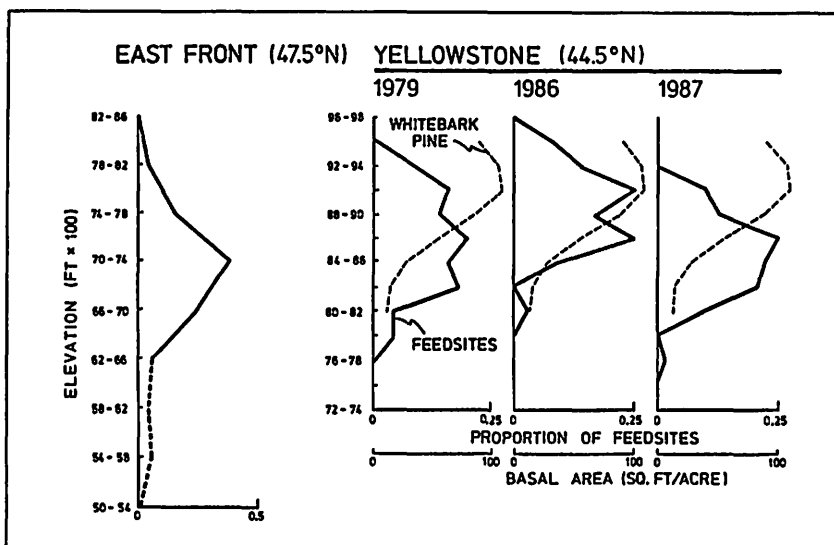 EAST FRONT (47.5°N)
ELEVATION (FT × 100)
82-86
78-82
74-78
70-74
66-70
62-66
58-62
54-58
50-54
0 0.5
YELLOWSTONE (44.5°N)
1979 1986 1987
96-98
92-94
88-90
84-86
80-82
76-78
72-74
WHITEBARK
PINE
FEEDSITES
0 0.25 0 0.25 0 0.25
PROPORTION OF FEEDSITES
0 100 0 100 0 100
BASAL AREA (SQ. FT/ACRE)